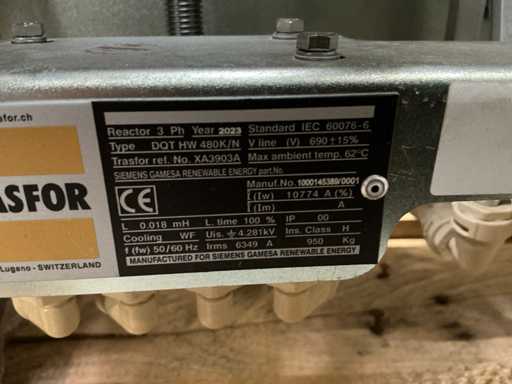 sfor.ch
ASFOR
Lugano - SWITZERLAND
Reactor 3 Ph Year 2023 Standard IEC 60076-6
Type DQT HW 480K/N V line (V) 690±15%
Trasfor ref. No. XA3903A Max ambient temp. 62°C
SIEMENS GAMESA RENEWABLE ENERGY part.No.
Manuf.No. 1000145389/0001
CE I (Iw) 10774 A (%)
I (Im) A
L 0.018 mH L. time 100 % IP 00
Cooling WF Uis. 4.281kV Ins. Class H
f (fw) 50/60 Hz Irms 6349 A 950 Kg
MANUFACTURED FOR SIEMENS GAMESA RENEWABLE ENERGY